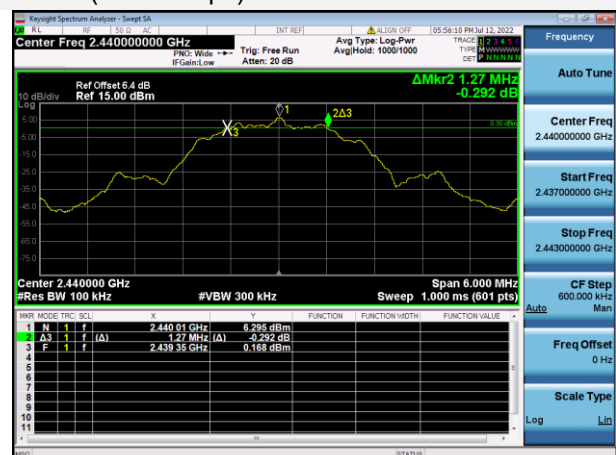 Keysight Spectrum Analyzer - Swept SA
RL RF 50 Ω AC INT REF ALIGN OFF 05:56:10 PM Jul 12, 2022
Center Freq 2.440000000 GHz
PNO: Wide
IFGain:Low
Trig: Free Run
Atten: 20 dB
Avg Type: Log-Pwr
Avg|Hold: 1000/1000
TRACE 1 2 3 4 5 6
TYPE M W W W W W
DET P N N N N N
Frequency
Auto Tune
Center Freq
2.440000000 GHz
Start Freq
2.437000000 GHz
Stop Freq
2.443000000 GHz
CF Step
600.000 kHz
Auto Man
Freq Offset
0 Hz
Scale Type
Log Lin
ΔMkr2 1.27 MHz
-0.292 dB
Ref Offset 6.4 dB
10 dB/div Ref 15.00 dBm
Log
5.00
-5.00
-15.0
-25.0
-35.0
-45.0
-55.0
-65.0
-75.0
1
2Δ3
3
0.30 dBm
Center 2.440000 GHz Span 6.000 MHz
#Res BW 100 kHz #VBW 300 kHz Sweep 1.000 ms (601 pts)
MKR MODE TRC SCL X Y FUNCTION FUNCTION WIDTH FUNCTION VALUE
1 N 1 f 2.440 01 GHz 6.295 dBm
2 Δ3 1 f (Δ) 1.27 MHz (Δ) -0.292 dB
3 F 1 f 2.439 35 GHz 0.168 dBm
4
5
6
7
8
9
10
11
MSG STATUS